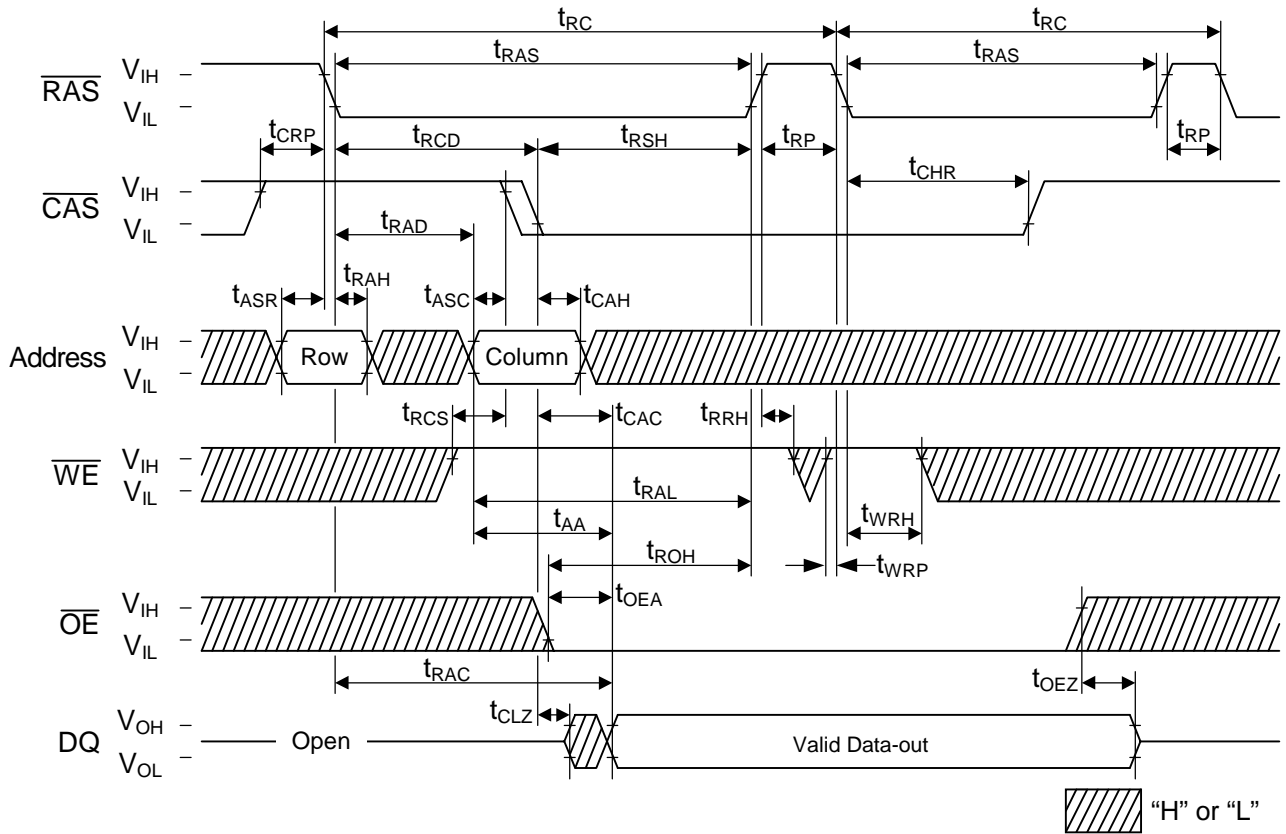 tRC tRC
tRAS tRAS
RAS VIH
VIL
tCRP tRCD tRSH tRP tRP
tCHR
CAS VIH
VIL
tRAD
tASR tRAH tASC tCAH
Address VIH
VIL
Row Column
tRCS tCAC tRRH
WE VIH
VIL
tRAL
tAA tWRH
tROH tWRP
tOEA
OE VIH
VIL
tRAC tOEZ
tCLZ
DQ VOH
VOL
Open Valid Data-out
“H” or “L”